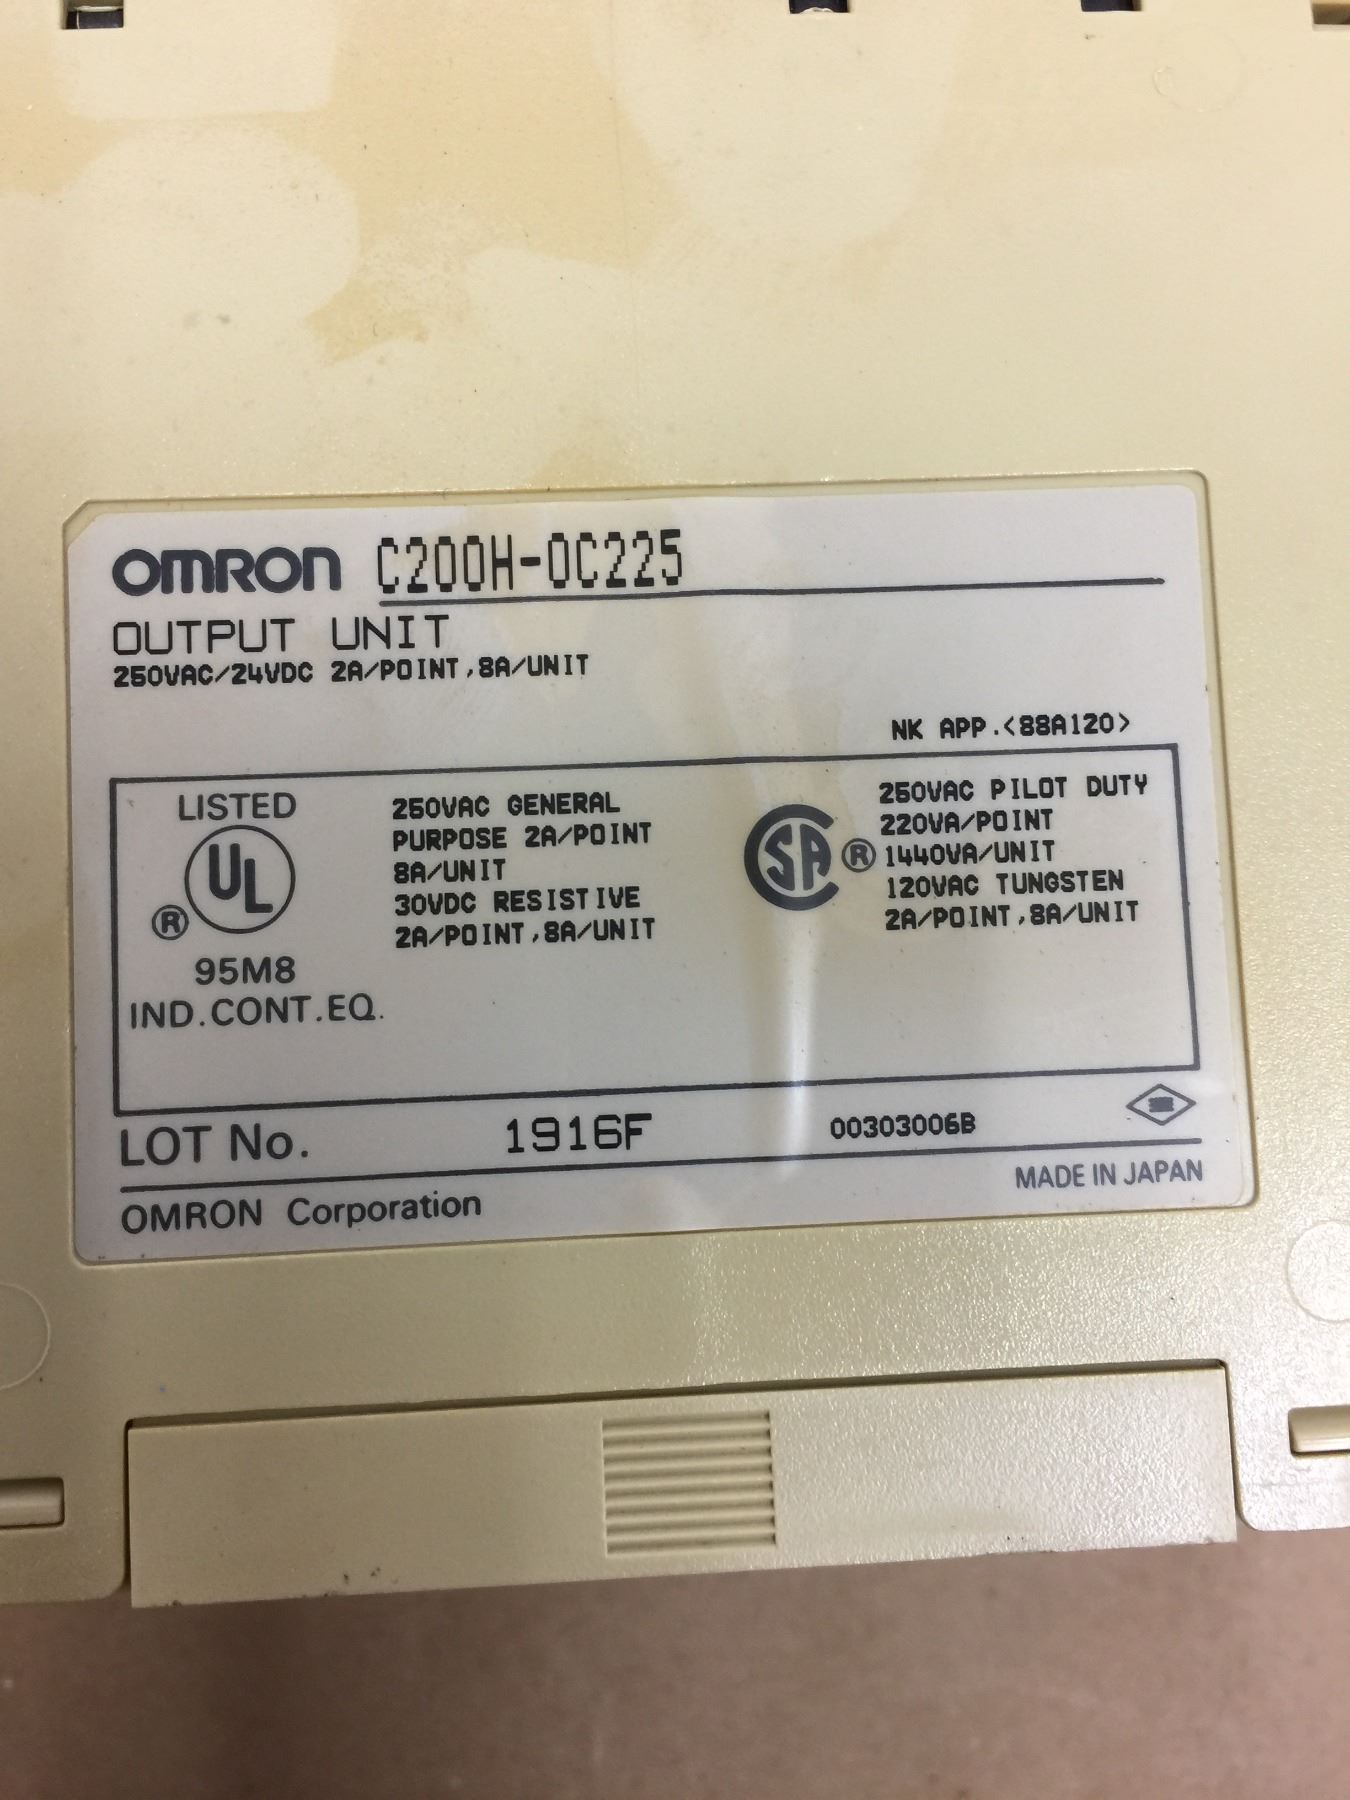 OMRON C200H-OC225
OUTPUT UNIT
250VAC/24VDC 2A/POINT,8A/UNIT
NK APP.<88A120>
LISTED
UL
®
95M8
IND.CONT.EQ.
250VAC GENERAL
PURPOSE 2A/POINT
8A/UNIT
30VDC RESISTIVE
2A/POINT,8A/UNIT
SA ®
250VAC PILOT DUTY
220VA/POINT
1440VA/UNIT
120VAC TUNGSTEN
2A/POINT,8A/UNIT
LOT No. 1916F 00303006B
OMRON Corporation MADE IN JAPAN